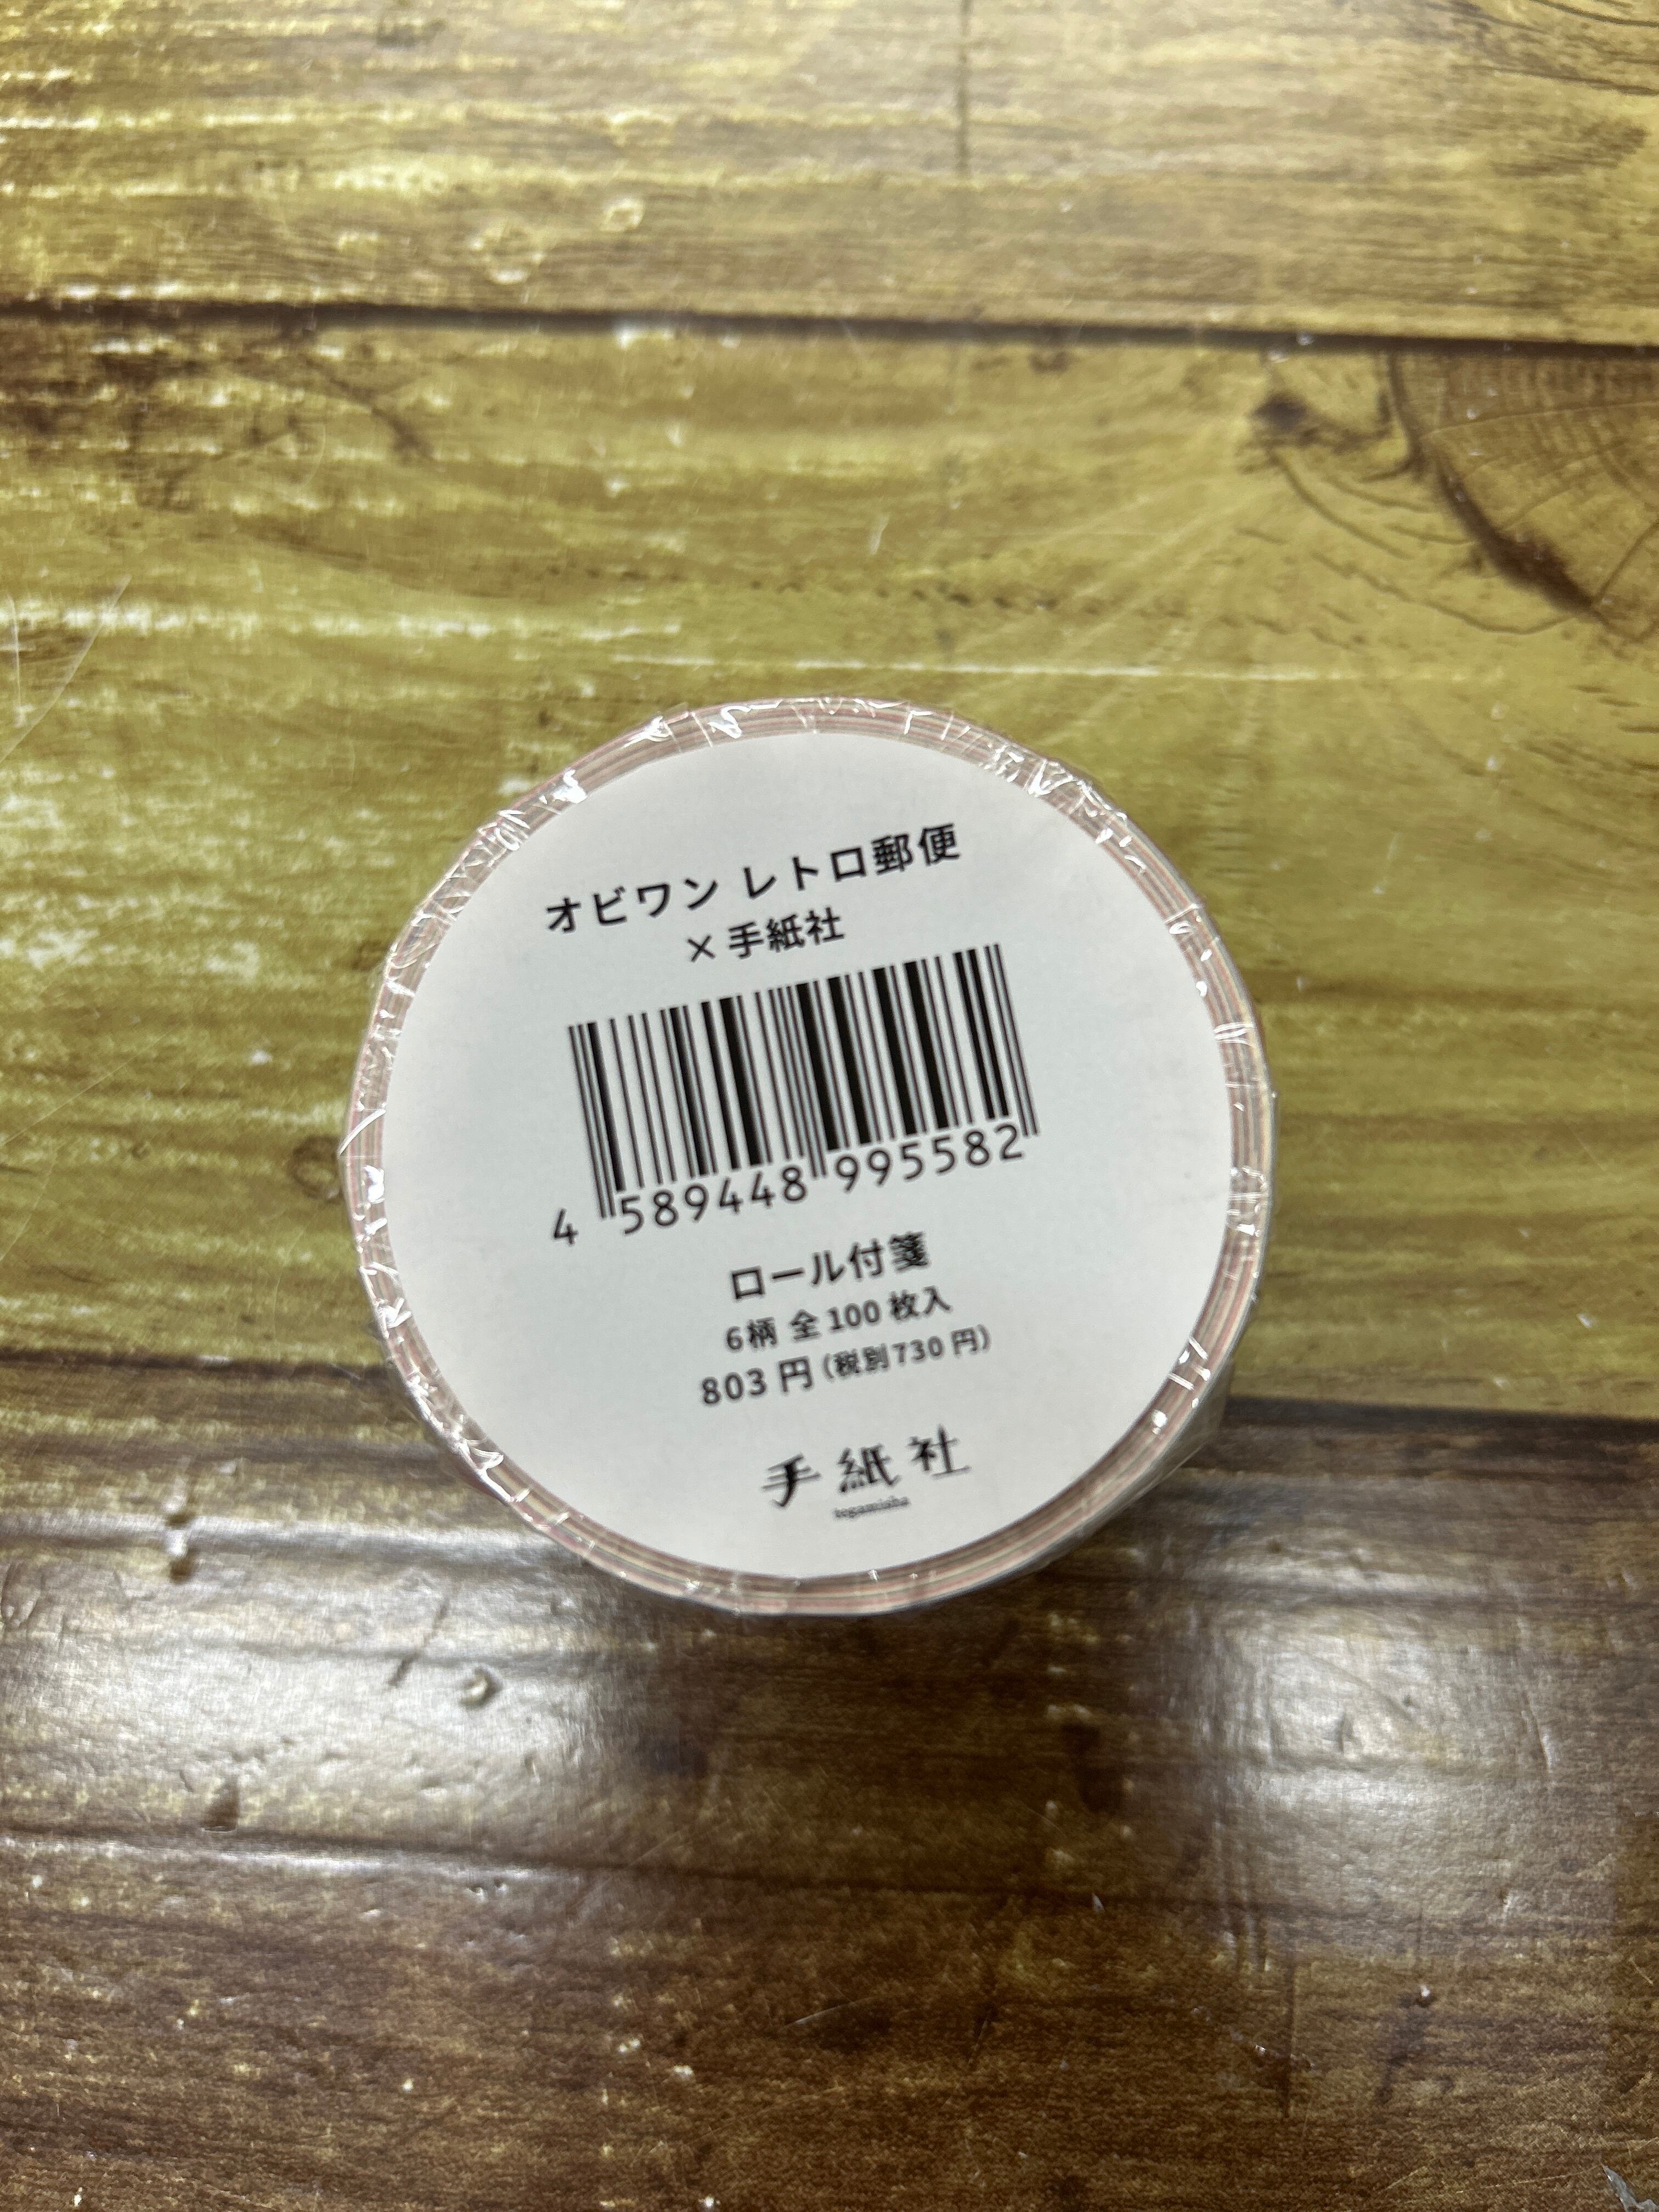 オビワン レトロ郵便
× 手紙社
4 589448 995582
ロール付箋
6柄 全100枚入
803円(税別730円)
手紙社
tegamisha